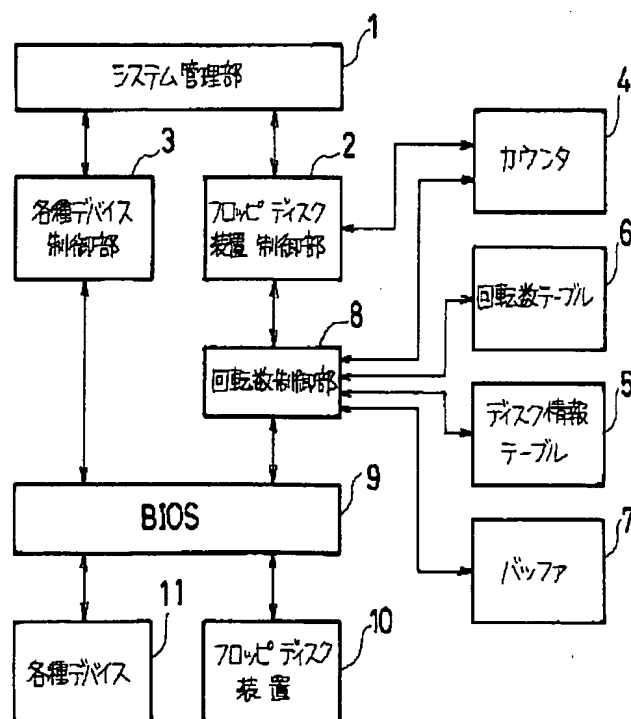 1
システム管理部
4
カウンタ
3
各種デバイス
制御部
2
フロッピディスク
装置制御部
6
回転数テーブル
8
回転数制御部
5
ディスク情報
テーブル
9
BIOS
7
バッファ
11
各種デバイス
10
フロッピディスク
装置